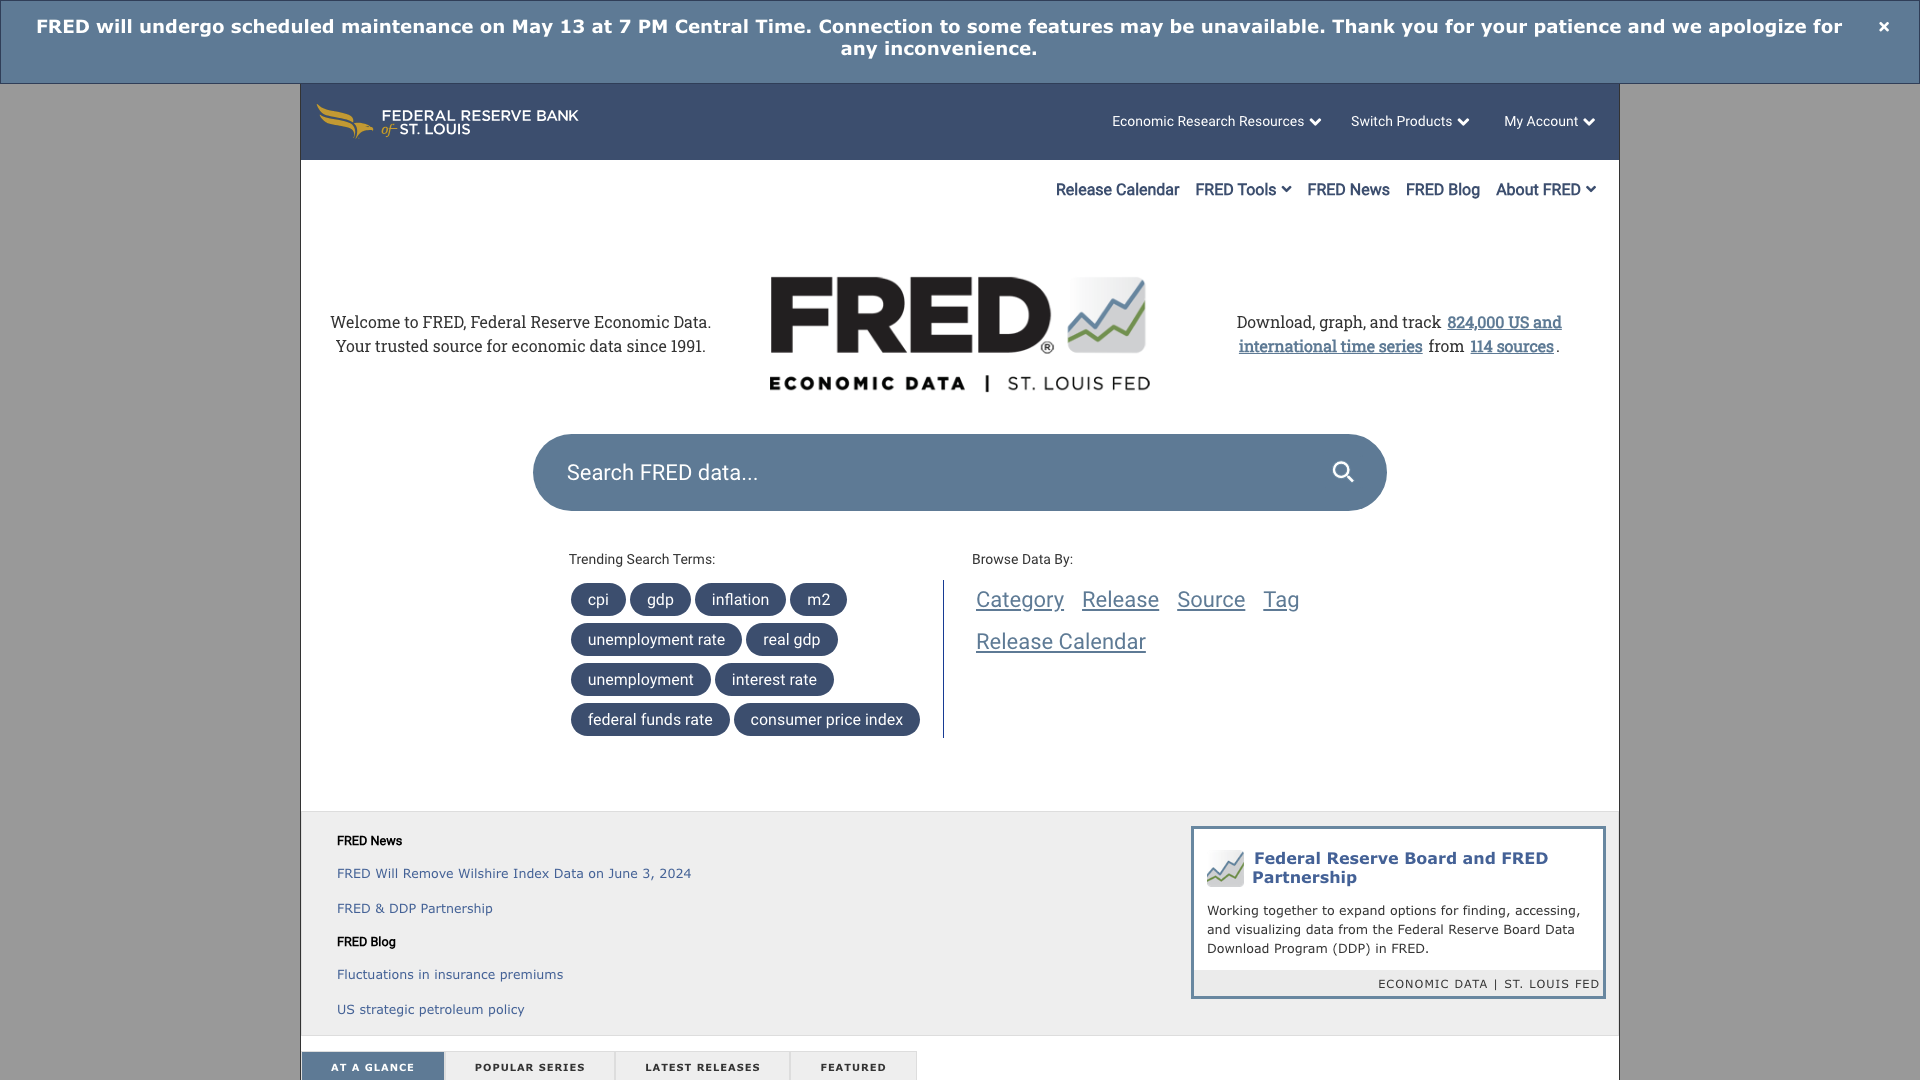 FRED will undergo scheduled maintenance on May 13 at 7 PM Central Time. Connection to some features may be unavailable. Thank you for your patience and we apologize for
any inconvenience.
×
FEDERAL RESERVE BANK
of ST. LOUIS
Economic Research Resources
Switch Products
My Account
Release Calendar
FRED Tools
FRED News
FRED Blog
About FRED
Welcome to FRED, Federal Reserve Economic Data.
Your trusted source for economic data since 1991.
FRED®
ECONOMIC DATA | ST. LOUIS FED
Download, graph, and track 824,000 US and
international time series from 114 sources.
Search FRED data...
Trending Search Terms:
cpi
gdp
inflation
m2
unemployment rate
real gdp
unemployment
interest rate
federal funds rate
consumer price index
Browse Data By:
Category
Release
Source
Tag
Release Calendar
FRED News
FRED Will Remove Wilshire Index Data on June 3, 2024
FRED & DDP Partnership
FRED Blog
Fluctuations in insurance premiums
US strategic petroleum policy
Federal Reserve Board and FRED
Partnership
Working together to expand options for finding, accessing,
and visualizing data from the Federal Reserve Board Data
Download Program (DDP) in FRED.
ECONOMIC DATA | ST. LOUIS FED
AT A GLANCE
POPULAR SERIES
LATEST RELEASES
FEATURED